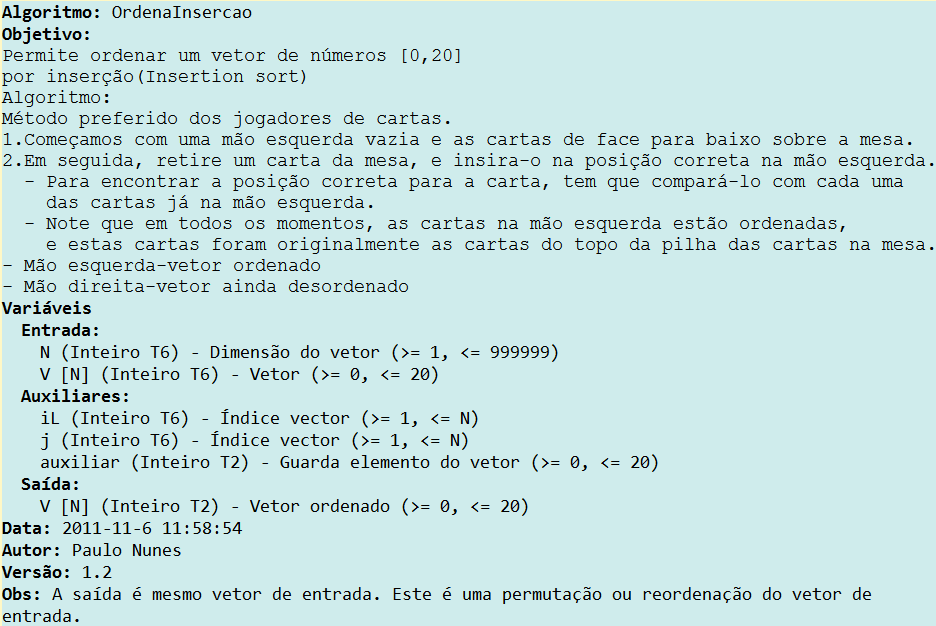 Algoritmo: OrdenaInsercao
Objetivo:
Permite ordenar um vetor de números [0,20]
por inserção(Insertion sort)
Algoritmo:
Método preferido dos jogadores de cartas.
1.Começamos com uma mão esquerda vazia e as cartas de face para baixo sobre a mesa.
2.Em seguida, retire um carta da mesa, e insira-o na posição correta na mão esquerda.
- Para encontrar a posição correta para a carta, tem que compará-lo com cada uma
das cartas já na mão esquerda.
- Note que em todos os momentos, as cartas na mão esquerda estão ordenadas,
e estas cartas foram originalmente as cartas do topo da pilha das cartas na mesa.
- Mão esquerda-vetor ordenado
- Mão direita-vetor ainda desordenado
Variáveis
Entrada:
N (Inteiro T6) - Dimensão do vetor (>= 1, <= 999999)
V [N] (Inteiro T6) - Vetor (>= 0, <= 20)
Auxiliares:
iL (Inteiro T6) - Índice vector (>= 1, <= N)
j (Inteiro T6) - Índice vector (>= 1, <= N)
auxiliar (Inteiro T2) - Guarda elemento do vetor (>= 0, <= 20)
Saída:
V [N] (Inteiro T2) - Vetor ordenado (>= 0, <= 20)
Data: 2011-11-6 11:58:54
Autor: Paulo Nunes
Versão: 1.2
Obs: A saída é mesmo vetor de entrada. Este é uma permutação ou reordenação do vetor de
entrada.